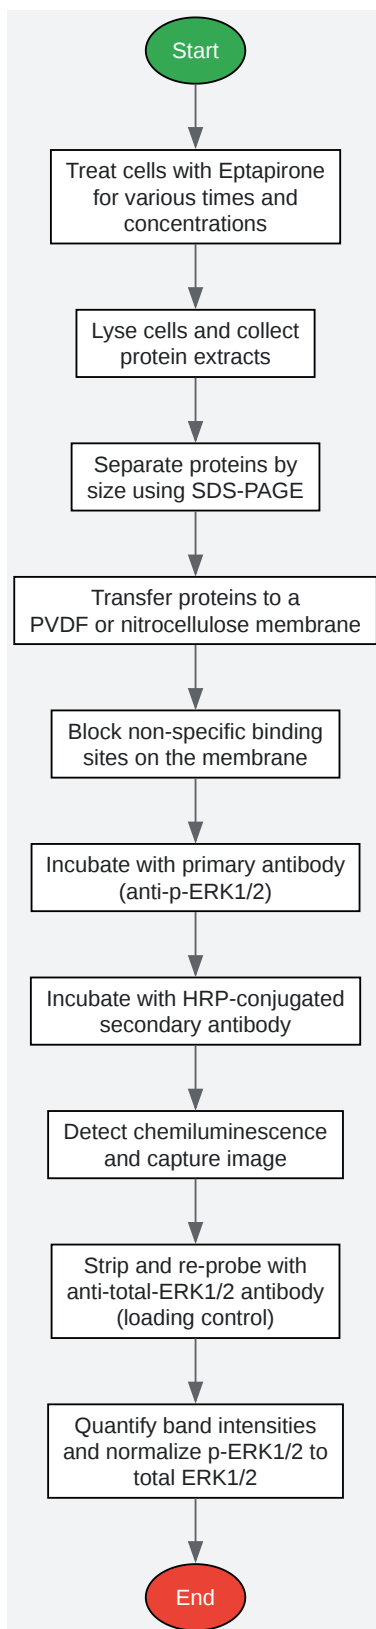 Start
Treat cells with Eptapirone
for various times and
concentrations
Lyse cells and collect
protein extracts
Separate proteins by
size using SDS-PAGE
Transfer proteins to a
PVDF or nitrocellulose membrane
Block non-specific binding
sites on the membrane
Incubate with primary antibody
(anti-p-ERK1/2)
Incubate with HRP-conjugated
secondary antibody
Detect chemiluminescence
and capture image
Strip and re-probe with
anti-total-ERK1/2 antibody
(loading control)
Quantify band intensities
and normalize p-ERK1/2 to
total ERK1/2
End